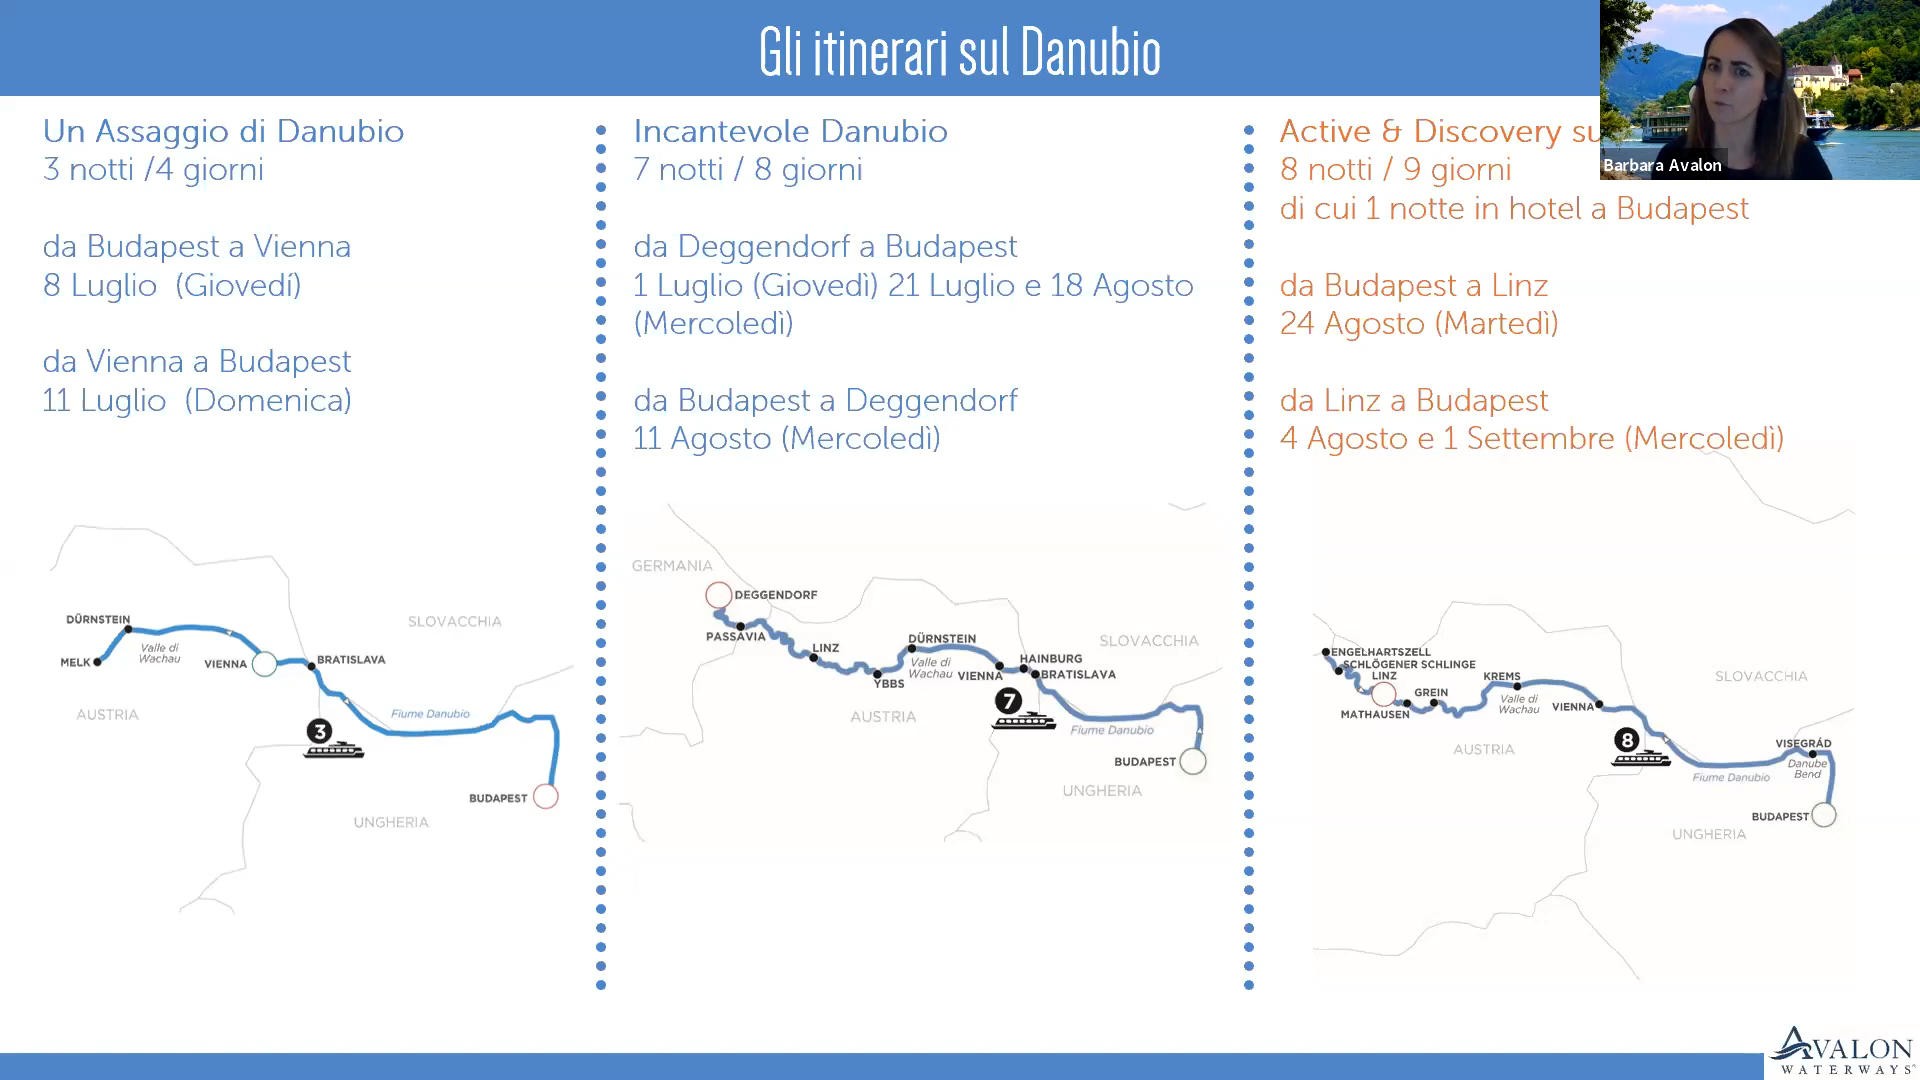 Gli itinerari sul Danubio
Barbara Avalon
Un Assaggio di Danubio
3 notti /4 giorni
da Budapest a Vienna
8 Luglio (Giovedí)
da Vienna a Budapest
11 Luglio (Domenica)
DÜRNSTEIN
MELK
Valle di
Wachau
VIENNA
BRATISLAVA
SLOVACCHIA
AUSTRIA
Fiume Danubio
3
BUDAPEST
UNGHERIA
Incantevole Danubio
7 notti / 8 giorni
da Deggendorf a Budapest
1 Luglio (Giovedì) 21 Luglio e 18 Agosto
(Mercoledì)
da Budapest a Deggendorf
11 Agosto (Mercoledì)
GERMANIA
DEGGENDORF
PASSAVIA
LINZ
YBBS
DÜRNSTEIN
Valle di
Wachau
VIENNA
HAINBURG
BRATISLAVA
SLOVACCHIA
AUSTRIA
7
Fiume Danubio
BUDAPEST
UNGHERIA
Active & Discovery su
8 notti / 9 giorni
di cui 1 notte in hotel a Budapest
da Budapest a Linz
24 Agosto (Martedì)
da Linz a Budapest
4 Agosto e 1 Settembre (Mercoledì)
ENGELHARTSZELL
SCHLÖGENER SCHLINGE
LINZ
MATHAUSEN
GREIN
KREMS
Valle di
Wachau
VIENNA
SLOVACCHIA
AUSTRIA
8
Fiume Danubio
VISEGRÁD
Danube
Bend
BUDAPEST
UNGHERIA
AVALON
WATERWAYS